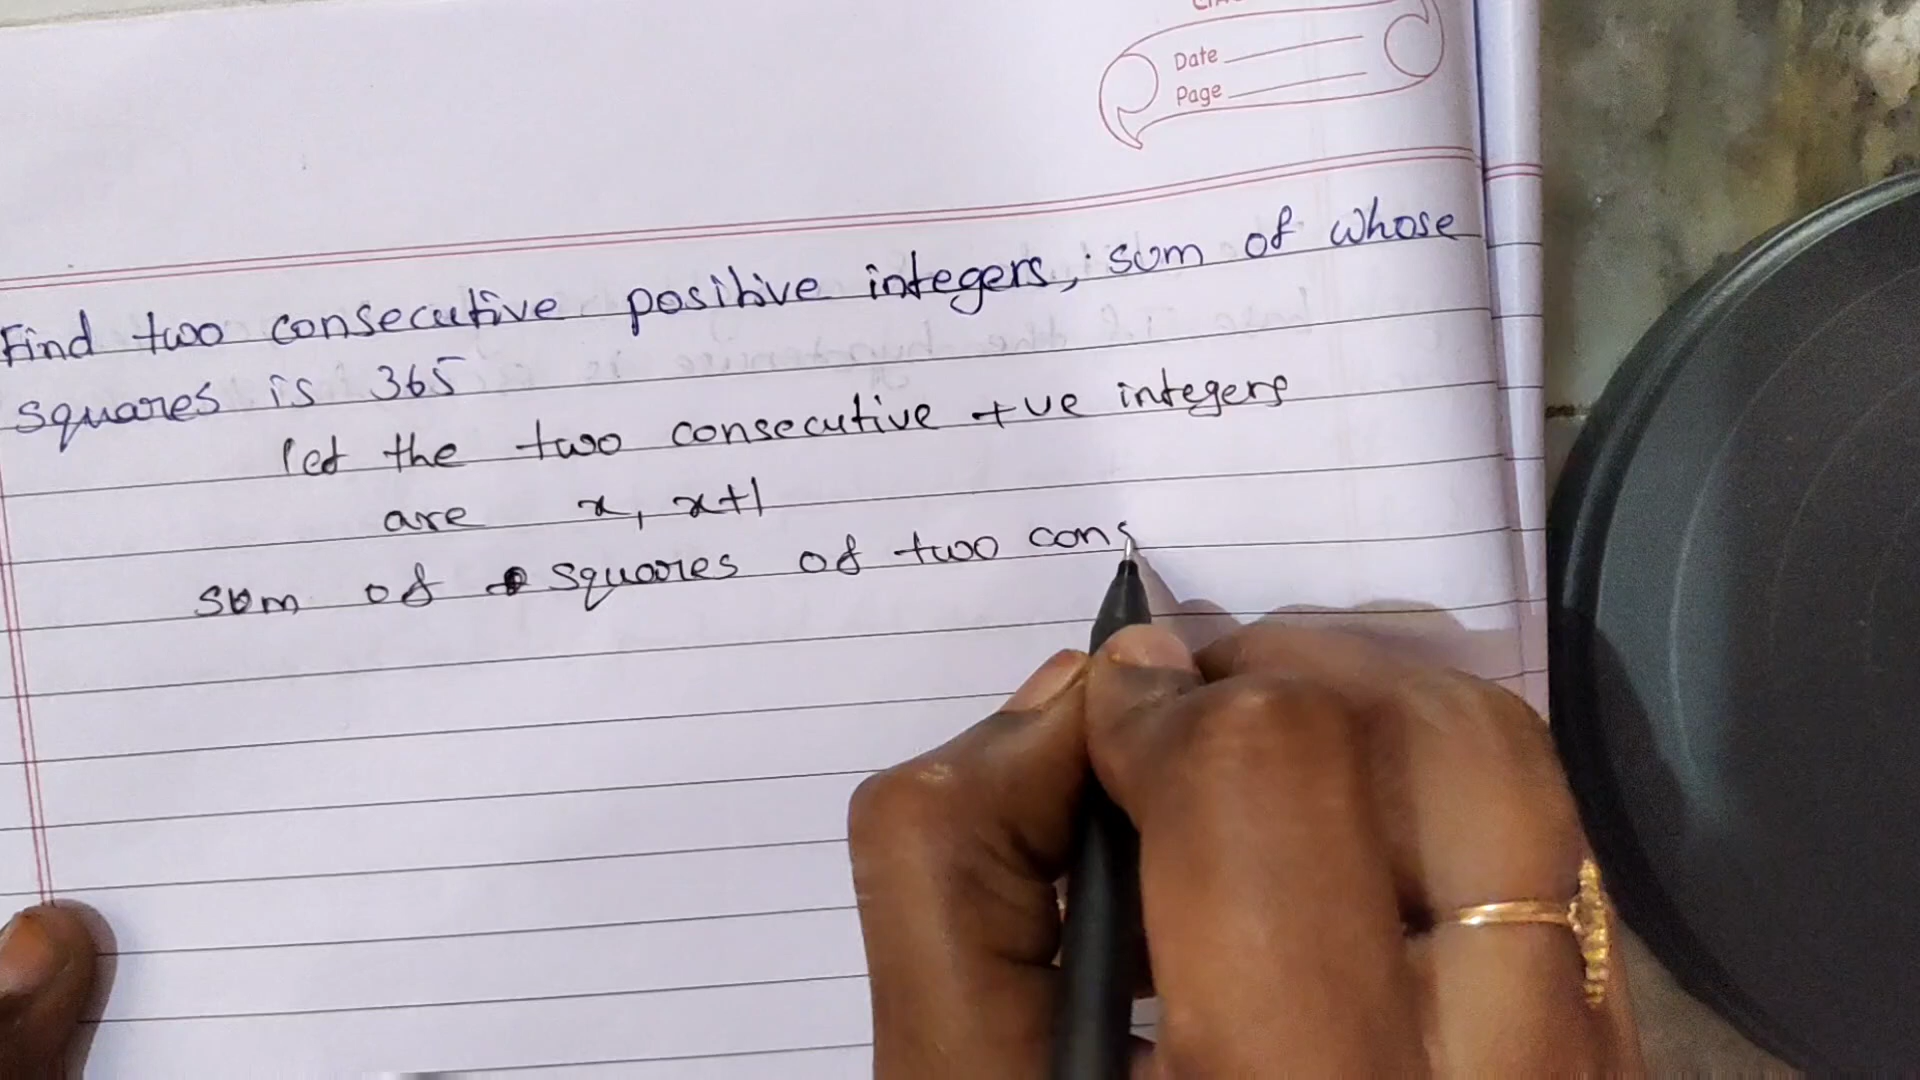 Date
Page
Find two consecutive positive integers, sum of whose
squares is 365
let the two consecutive +ve integers
are x, x+1
sum of squares of two cons